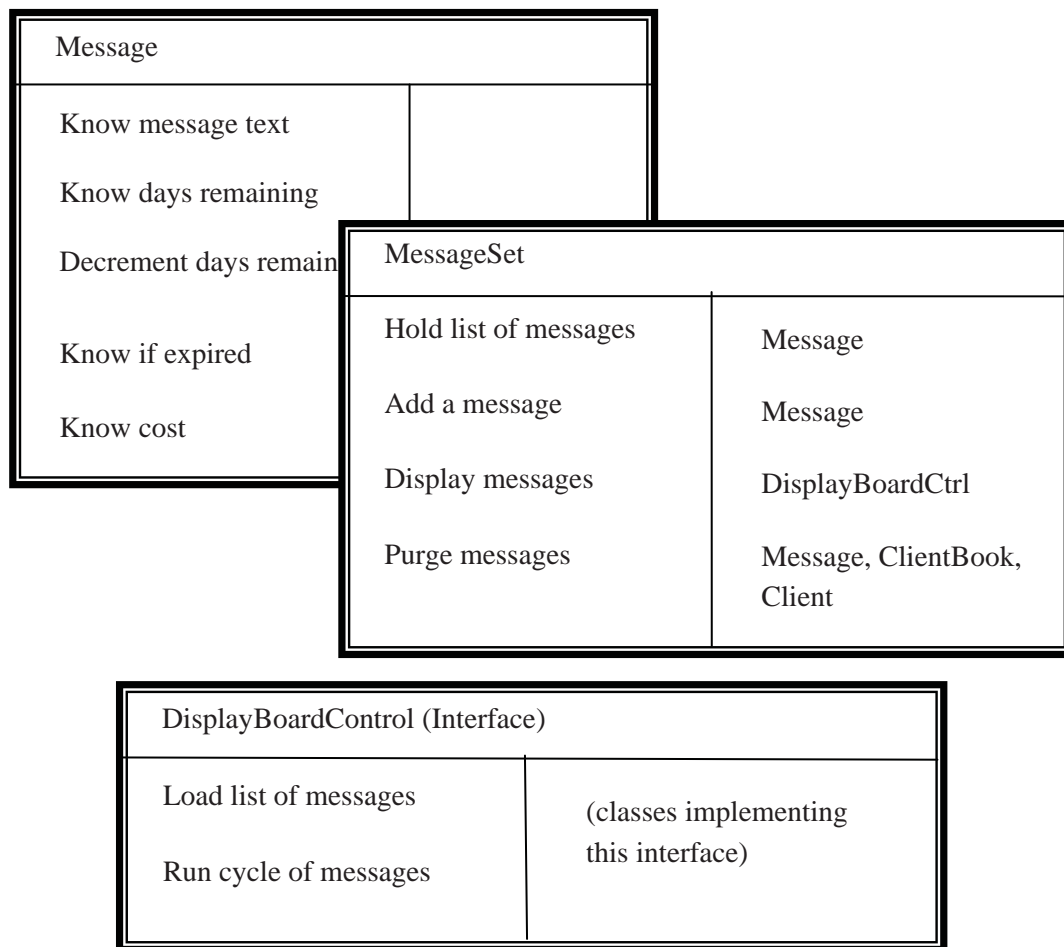 Message
Know message text
Know days remaining
Decrement days remain
Know if expired
Know cost
MessageSet
Hold list of messages
Message
Add a message
Message
Display messages
DisplayBoardCtrl
Purge messages
Message, ClientBook,
Client
DisplayBoardControl (Interface)
Load list of messages
(classes implementing
this interface)
Run cycle of messages